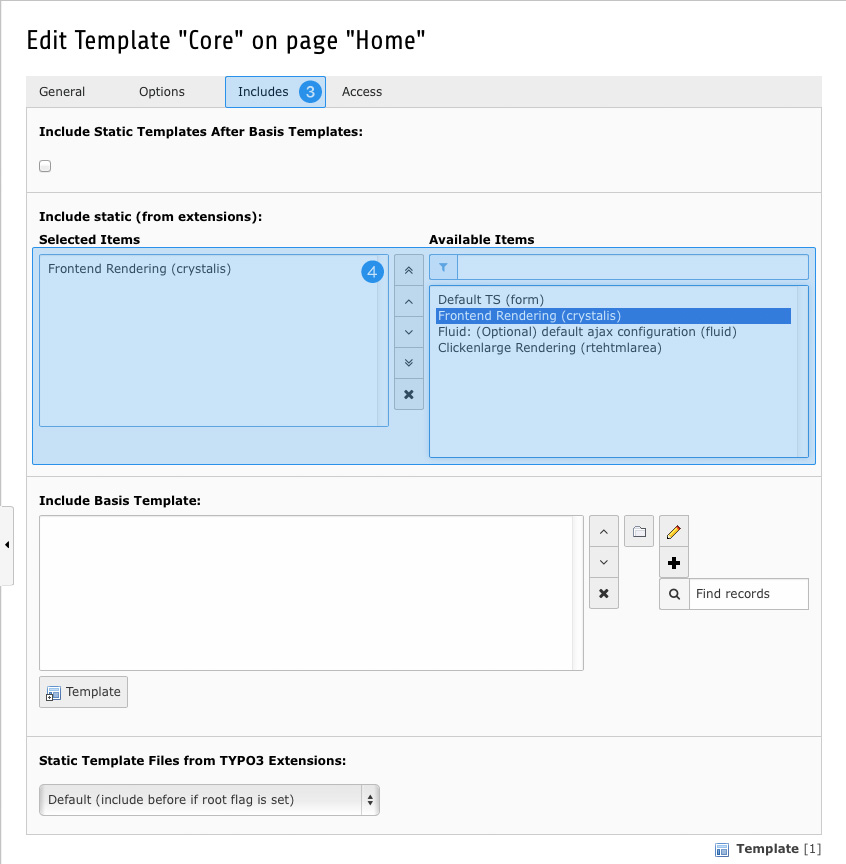 Edit Template "Core" on page "Home"
General Options Includes 3 Access
Include Static Templates After Basis Templates:
Include static (from extensions):
Selected Items Available Items
Frontend Rendering (crystalis) 4
Default TS (form)
Frontend Rendering (crystalis)
Fluid: (Optional) default ajax configuration (fluid)
Clickenlarge Rendering (rtehtmlarea)
Include Basis Template:
Find records
Template
Static Template Files from TYPO3 Extensions:
Default (include before if root flag is set)
Template [1]